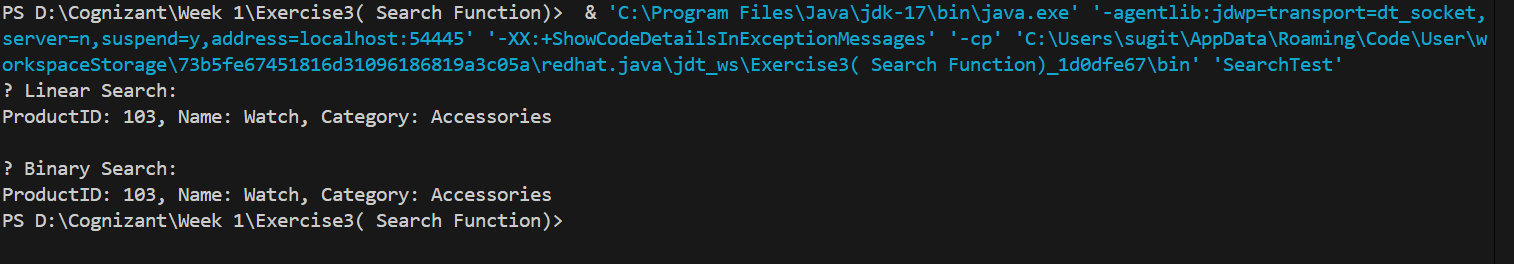 PS D:\Cognizant\Week 1\Exercise3( Search Function)>  & 'C:\Program Files\Java\jdk-17\bin\java.exe' '-agentlib:jdwp=transport=dt_socket,
server=n,suspend=y,address=localhost:54445' '-XX:+ShowCodeDetailsInExceptionMessages' '-cp' 'C:\Users\sugit\AppData\Roaming\Code\User\w
orkspaceStorage\73b5fe67451816d31096186819a3c05a\redhat.java\jdt_ws\Exercise3( Search Function)_1d0dfe67\bin' 'SearchTest'
? Linear Search:
ProductID: 103, Name: Watch, Category: Accessories
? Binary Search:
ProductID: 103, Name: Watch, Category: Accessories
PS D:\Cognizant\Week 1\Exercise3( Search Function)>